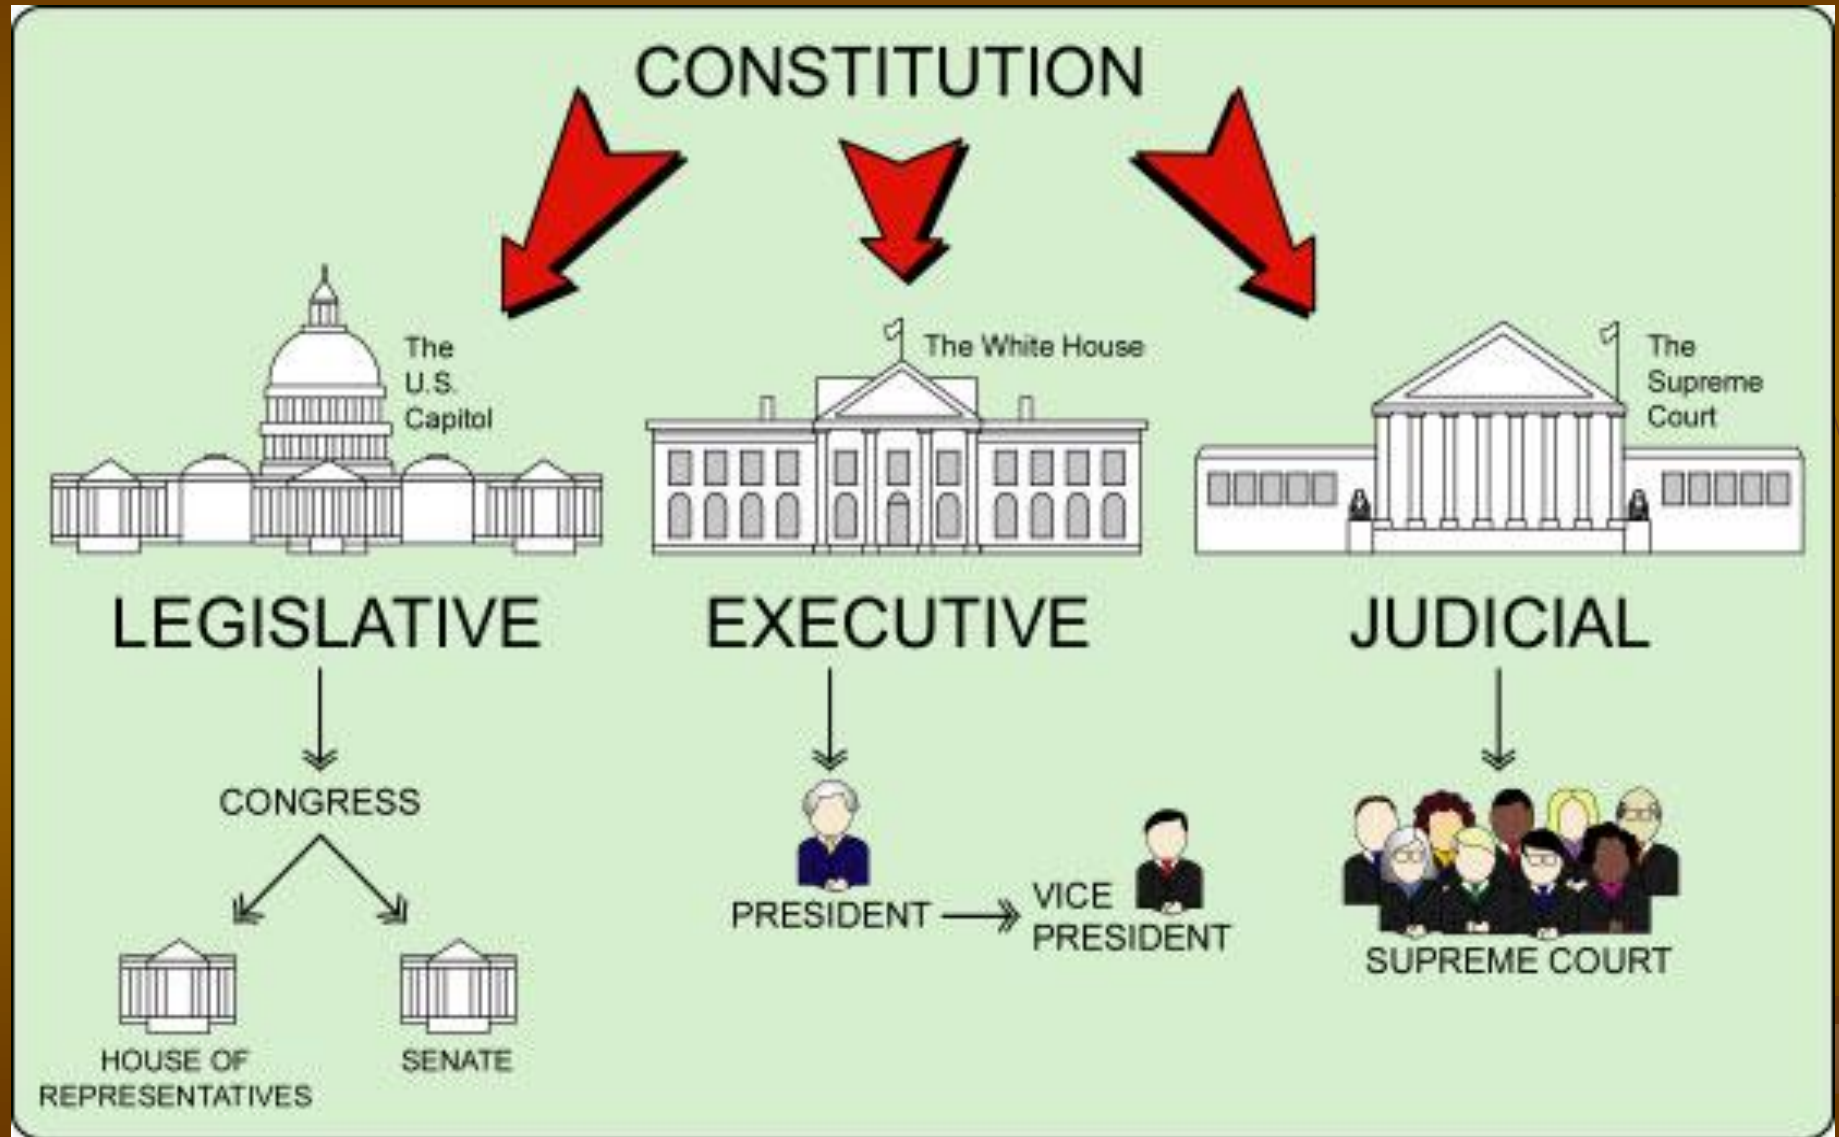 CONSTITUTION
The
U.S.
Capitol
The White House
The
Supreme
Court
LEGISLATIVE
EXECUTIVE
JUDICIAL
CONGRESS
HOUSE OF
REPRESENTATIVES
SENATE
PRESIDENT
VICE
PRESIDENT
SUPREME COURT